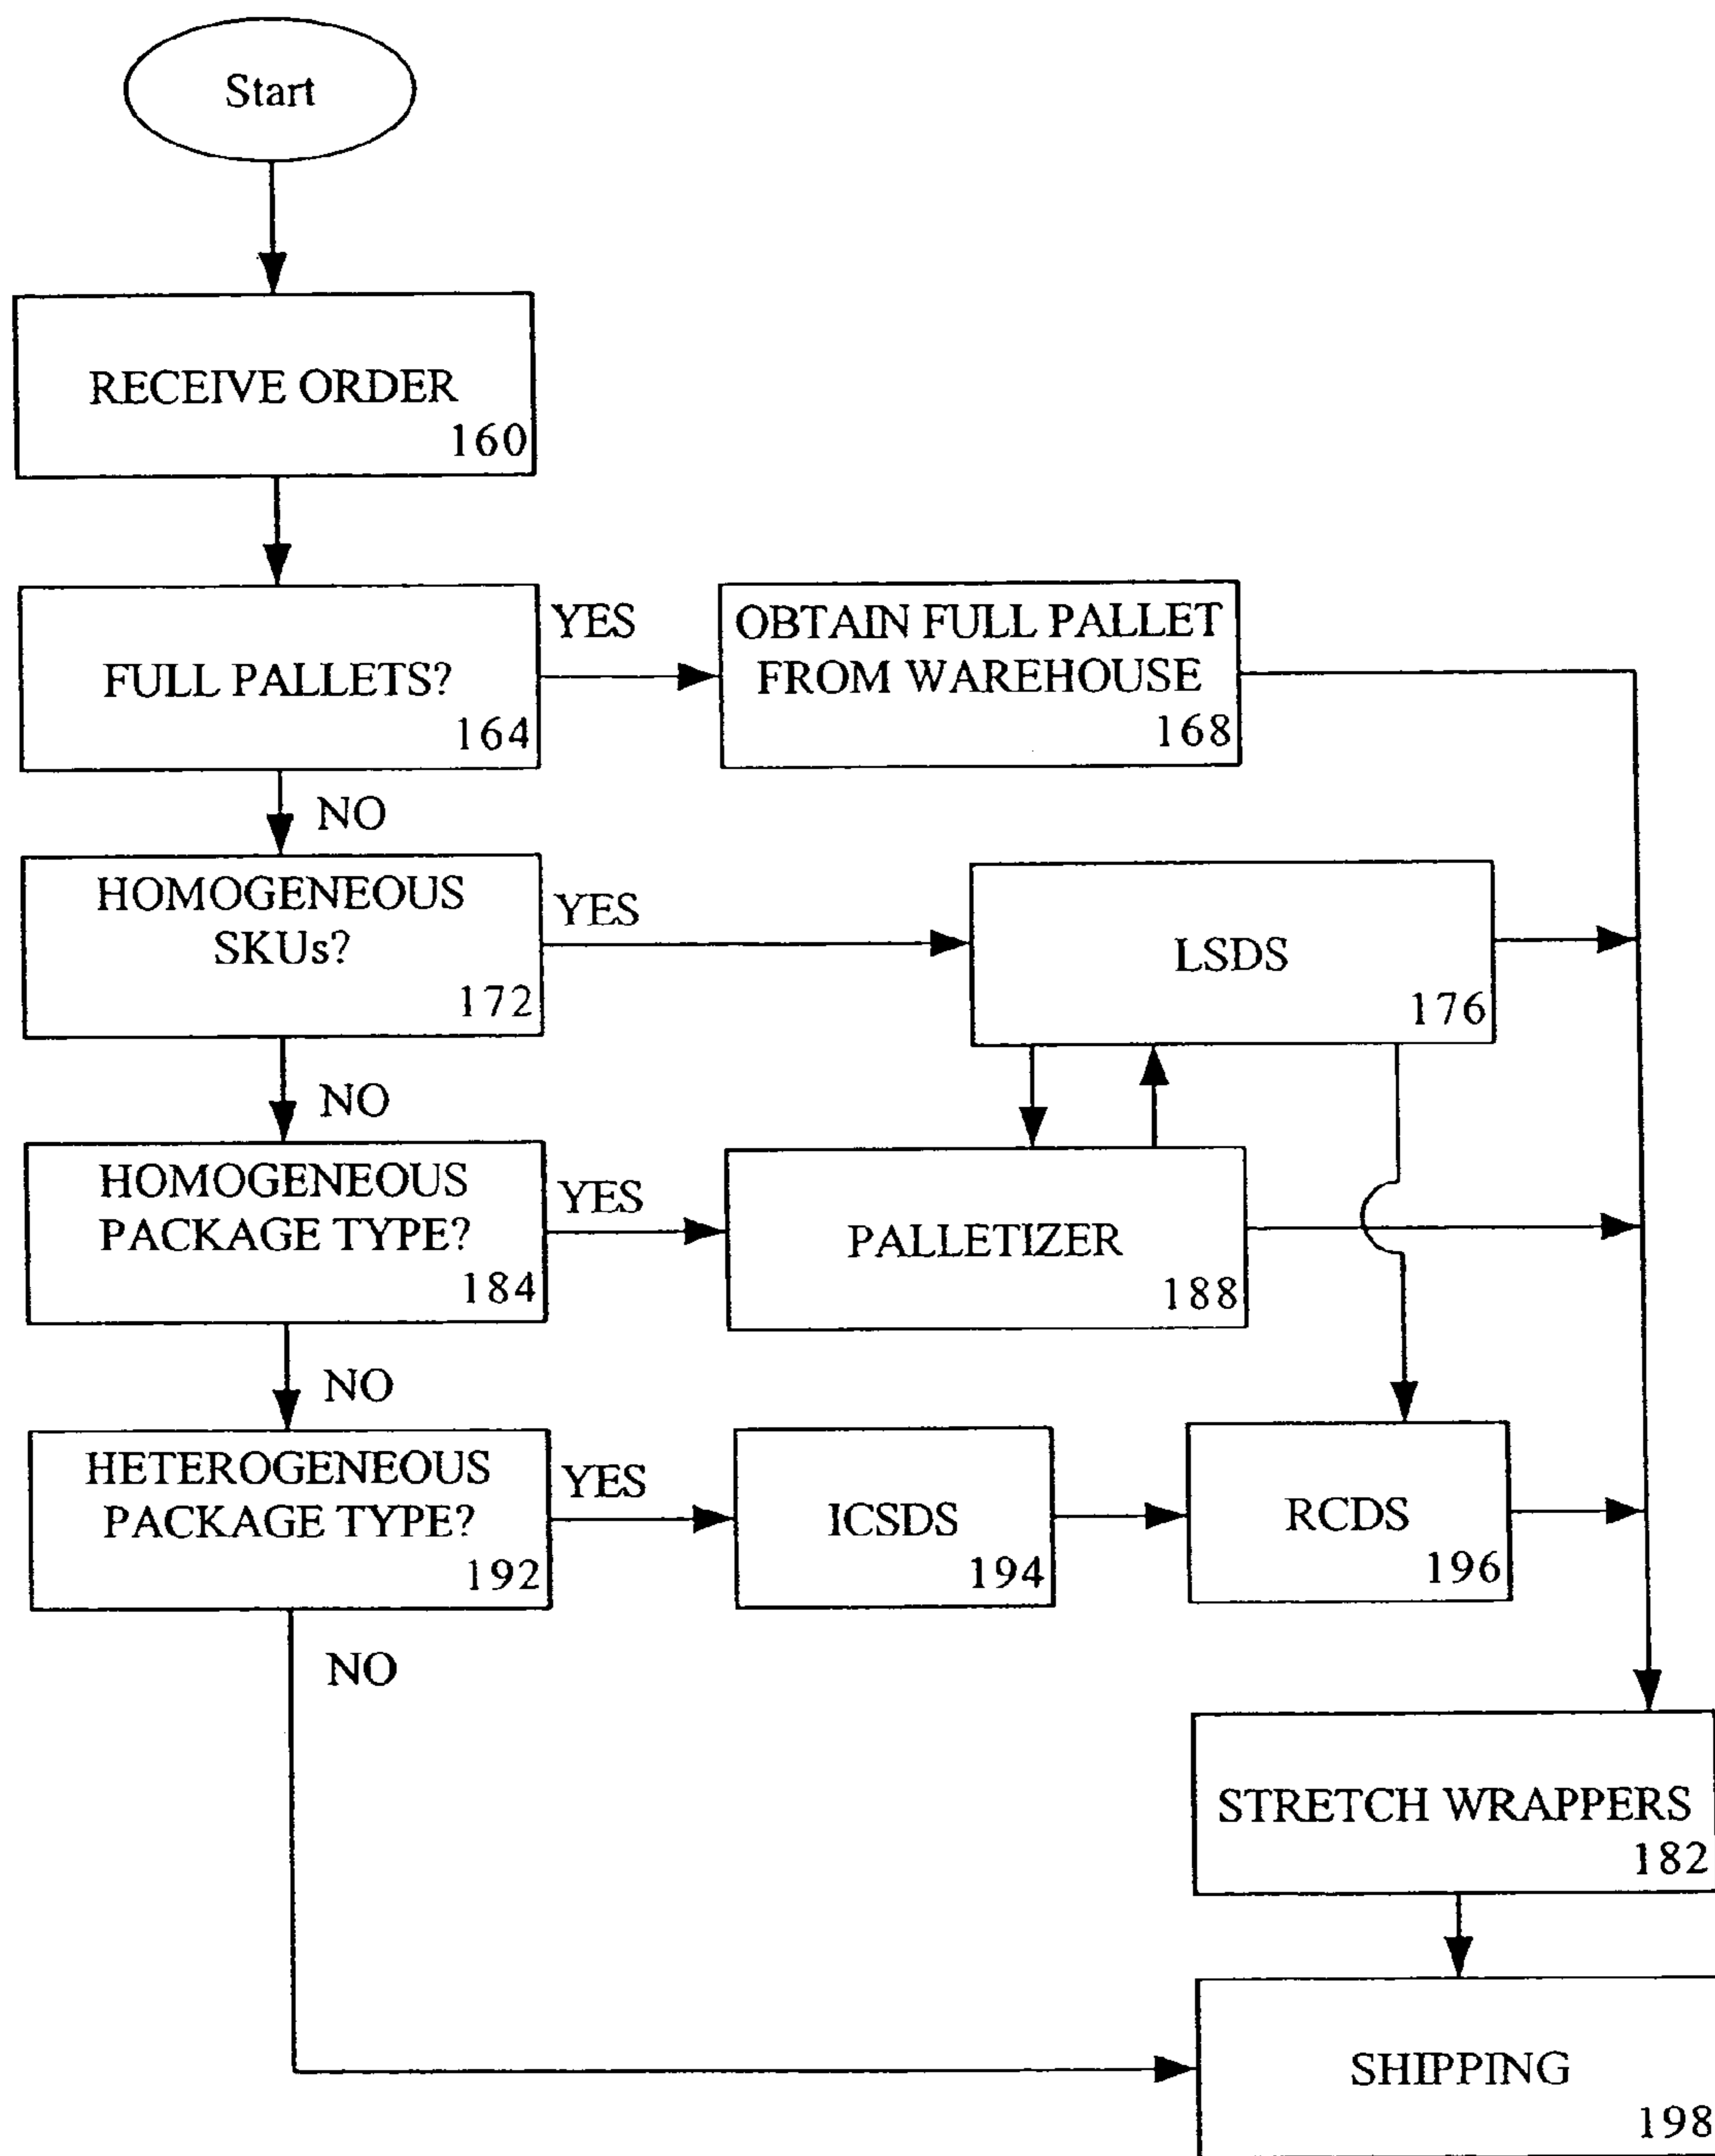 Start
RECEIVE ORDER
160
FULL PALLETS?
164
YES
OBTAIN FULL PALLET
FROM WAREHOUSE
168
NO
HOMOGENEOUS
SKUs?
172
YES
LSDS
176
NO
HOMOGENEOUS
PACKAGE TYPE?
184
YES
PALLETIZER
188
NO
HETEROGENEOUS
PACKAGE TYPE?
192
YES
ICSDS
194
RCDS
196
NO
STRETCH WRAPPERS
182
SHIPPING
198